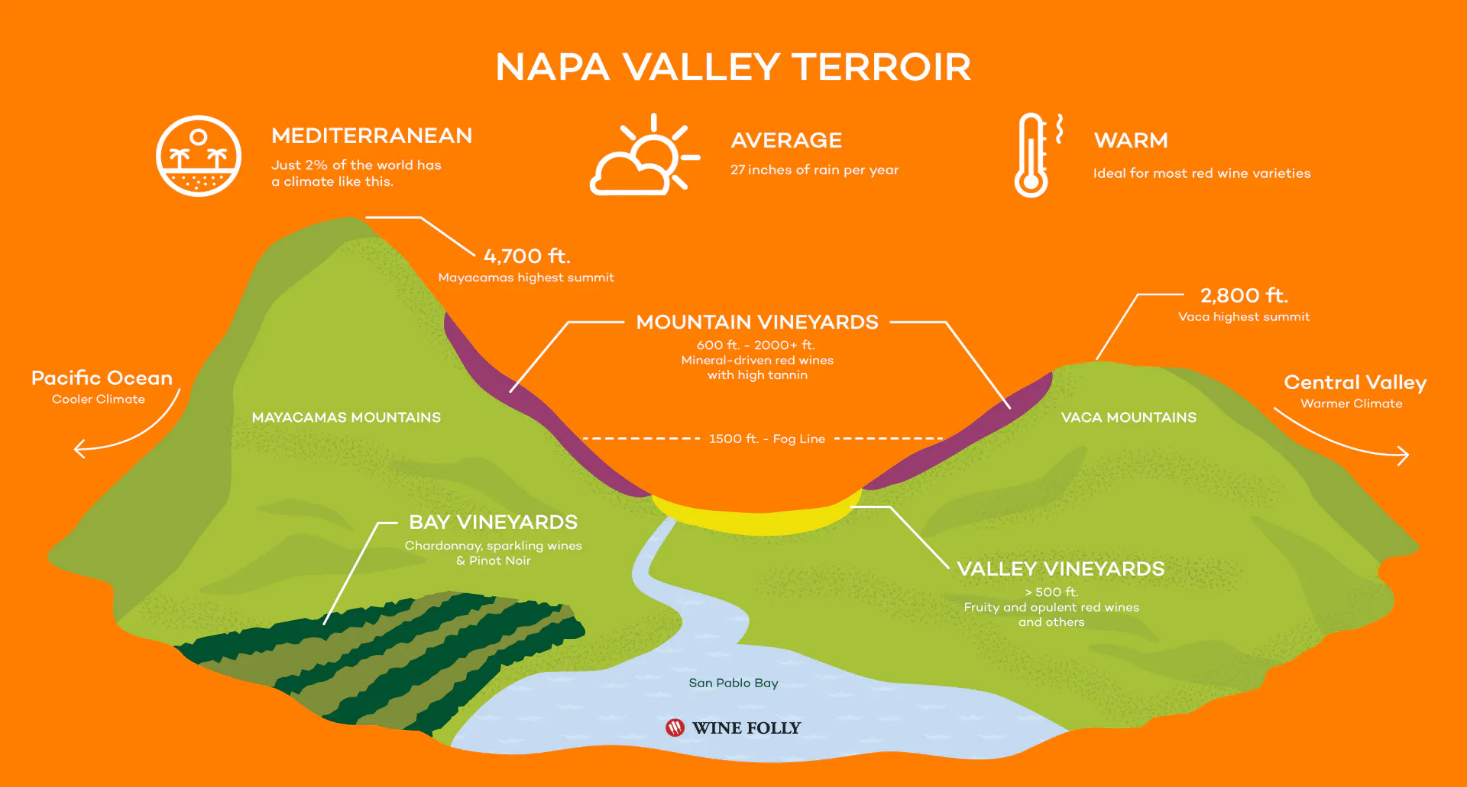 NAPA VALLEY TERROIR
MEDITERRANEAN
Just 2% of the world has
a climate like this.
AVERAGE
27 inches of rain per year
WARM
Ideal for most red wine varieties
4,700 ft.
Mayacamas highest summit
2,800 ft.
Vaca highest summit
MOUNTAIN VINEYARDS
600 ft. - 2000+ ft.
Mineral-driven red wines
with high tannin
Pacific Ocean
Cooler Climate
Central Valley
Warmer Climate
MAYACAMAS MOUNTAINS
VACA MOUNTAINS
1500 ft. - Fog Line
BAY VINEYARDS
Chardonnay, sparkling wines
& Pinot Noir
VALLEY VINEYARDS
> 500 ft.
Fruity and opulent red wines
and others
San Pablo Bay
WINE FOLLY